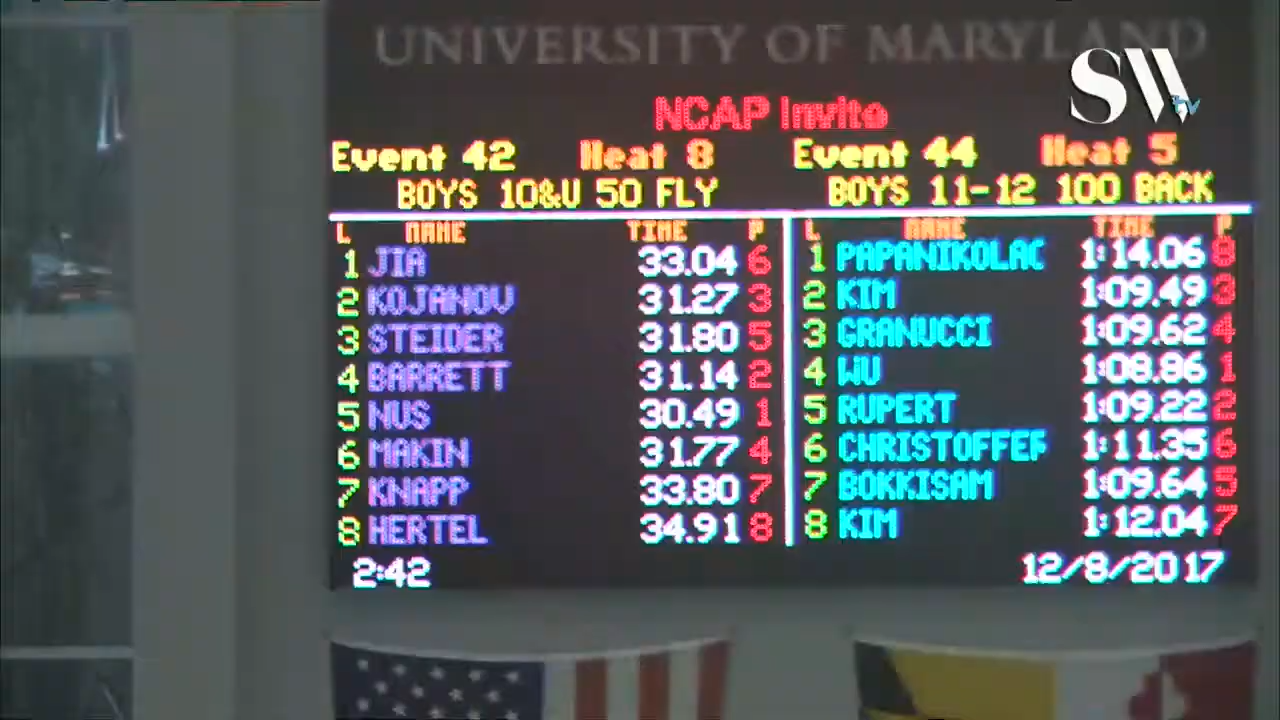 UNIVERSITY OF MARYLAND
SW
tv
NCAP Invite
Event 42 Heat 8 Event 44 Heat 5
BOYS 10&U 50 FLY BOYS 11-12 100 BACK
L NAME TIME P L NAME TIME P
1 JIA 33.04 6 1 PAPANIKOLAO 1:14.06 8
2 KOJANOV 31.27 3 2 KIM 1:09.49 3
3 STEIDER 31.80 5 3 GRANUCCI 1:09.62 4
4 BARRETT 31.14 2 4 WU 1:08.86 1
5 NUS 30.49 1 5 RUPERT 1:09.22 2
6 MAKIN 31.77 4 6 CHRISTOFFER 1:11.35 6
7 KNAPP 33.80 7 7 BOKKISAM 1:09.64 5
8 HERTEL 34.91 8 8 KIM 1:12.04 7
2:42 12/8/2017